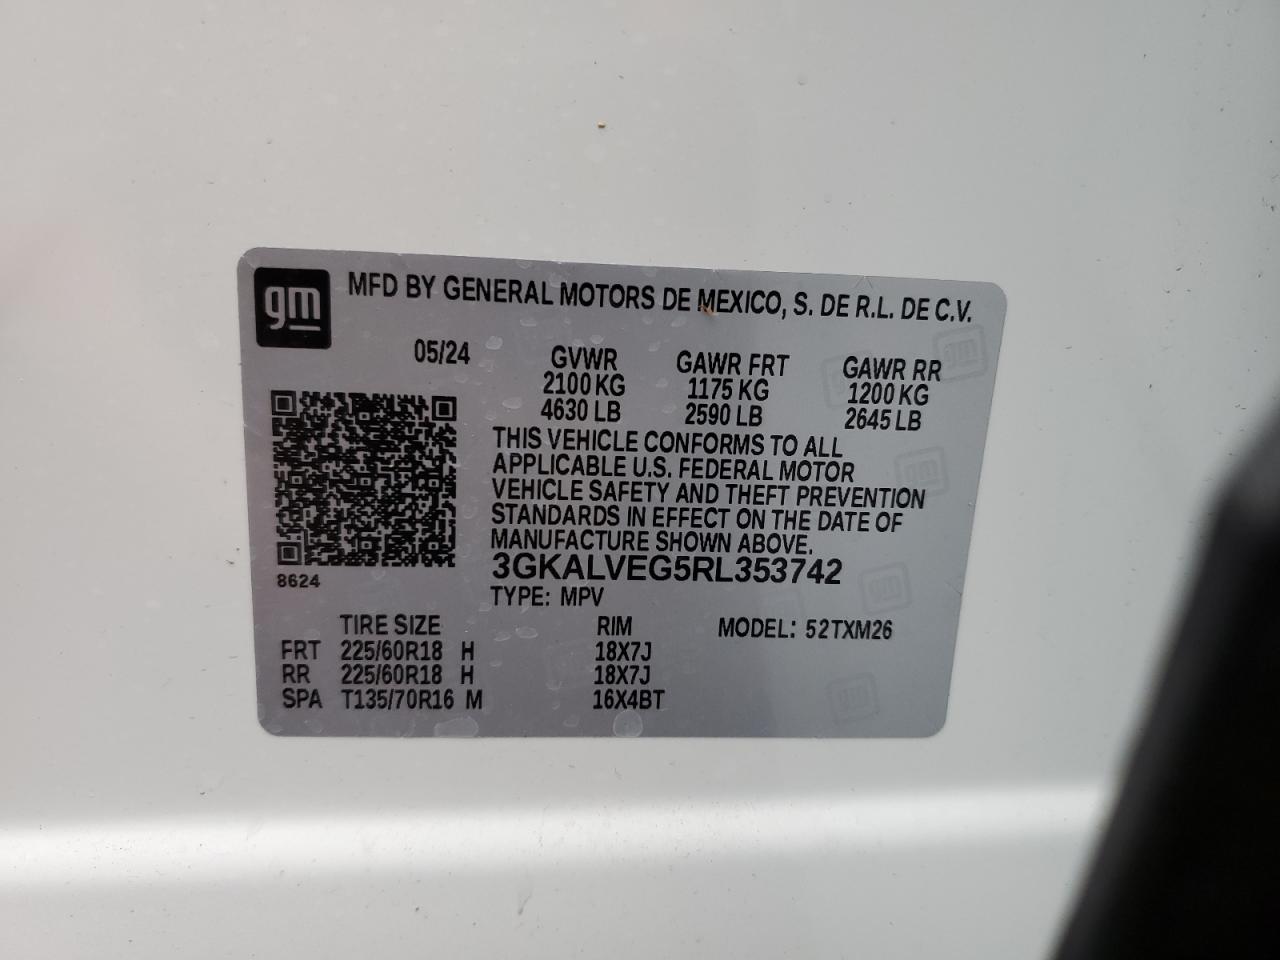 gm
MFD BY GENERAL MOTORS DE MEXICO, S. DE R.L. DE C.V.
05/24
GVWR GAWR FRT GAWR RR
2100 KG 1175 KG 1200 KG
4630 LB 2590 LB 2645 LB
THIS VEHICLE CONFORMS TO ALL
APPLICABLE U.S. FEDERAL MOTOR
VEHICLE SAFETY AND THEFT PREVENTION
STANDARDS IN EFFECT ON THE DATE OF
MANUFACTURE SHOWN ABOVE.
8624
3GKALVEG5RL353742
TYPE: MPV
TIRE SIZE RIM MODEL: 52TXM26
FRT 225/60R18 H 18X7J
RR 225/60R18 H 18X7J
SPA T135/70R16 M 16X4BT